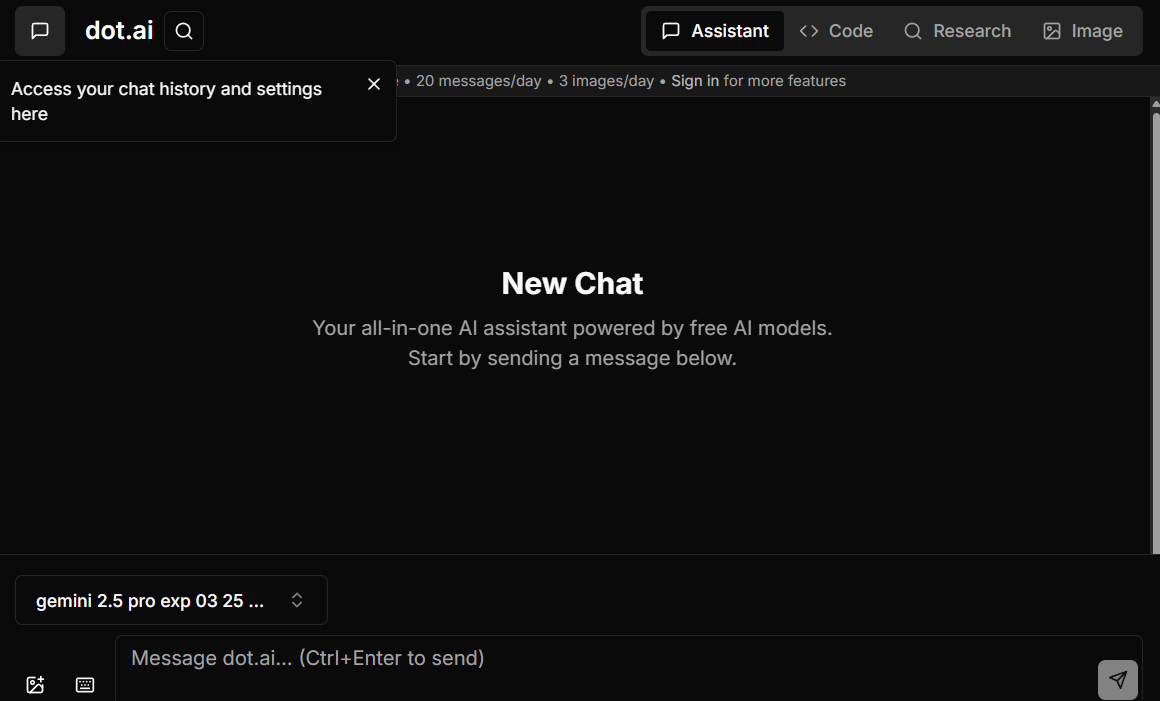 dot.ai
Assistant
Code
Research
Image
Access your chat history and settings
here
• 20 messages/day • 3 images/day • Sign in for more features
New Chat
Your all-in-one AI assistant powered by free AI models.
Start by sending a message below.
gemini 2.5 pro exp 03 25 ...
Message dot.ai... (Ctrl+Enter to send)